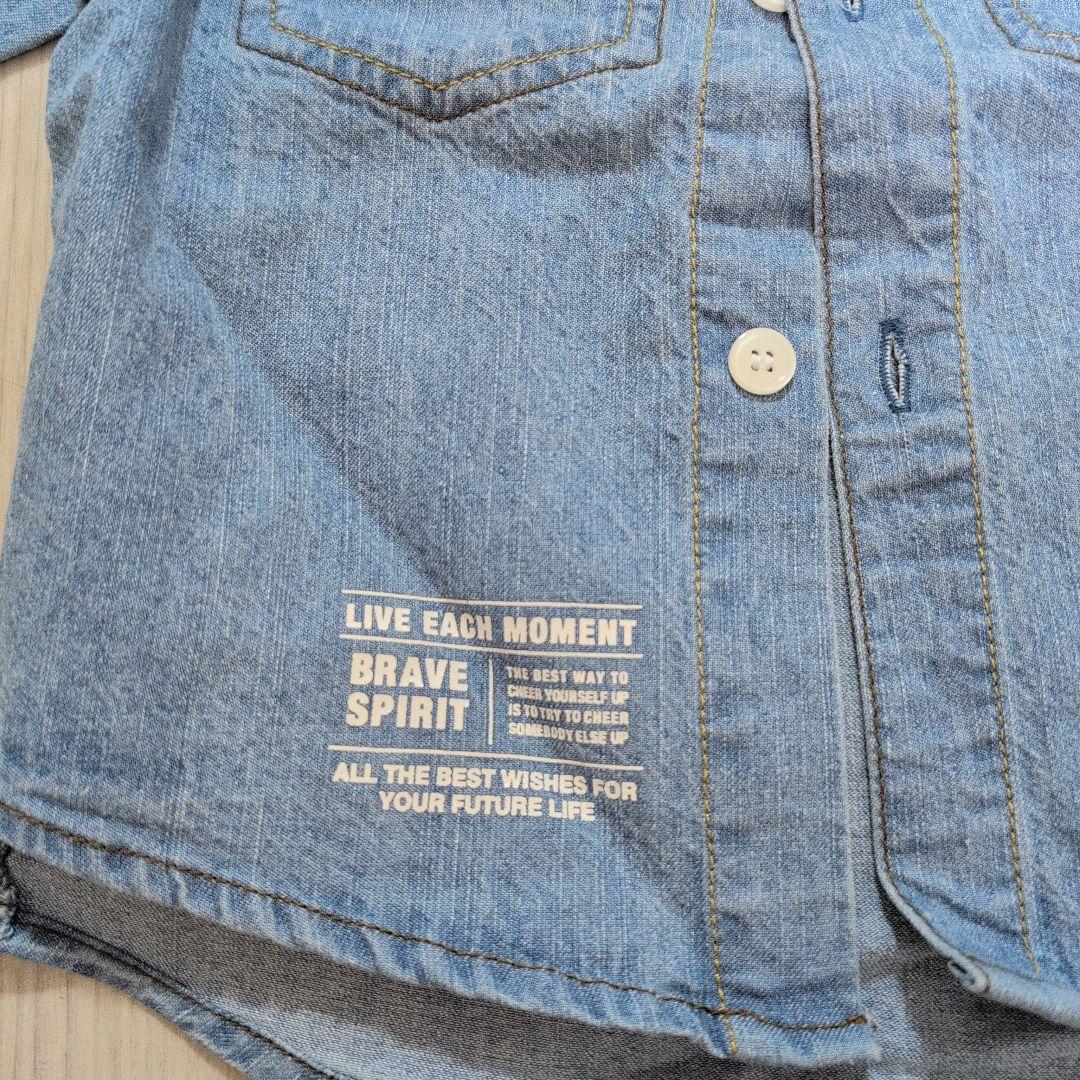 LIVE EACH MOMENT
BRAVE
SPIRIT
THE BEST WAY TO
CHEER YOURSELF UP
IS TO TRY TO CHEER
SOMEBODY ELSE UP
ALL THE BEST WISHES FOR
YOUR FUTURE LIFE